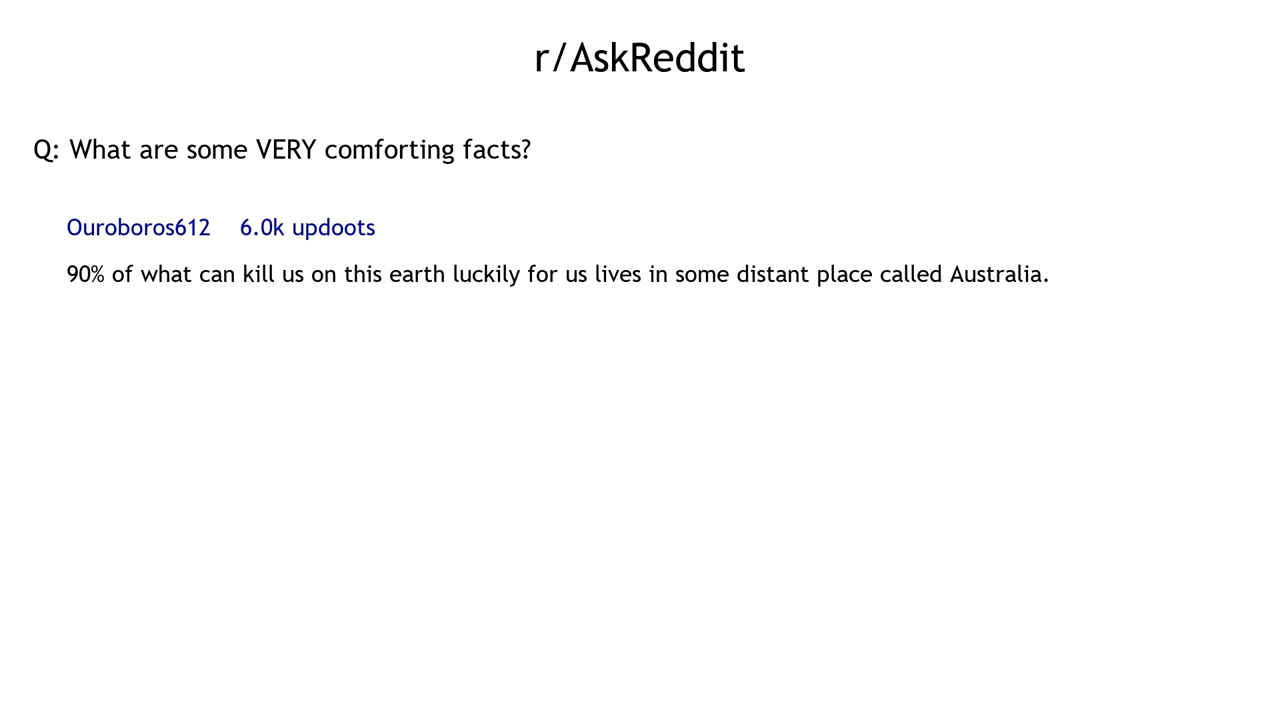 r/AskReddit
Q: What are some VERY comforting facts?
Ouroboros612 6.0k updoots
90% of what can kill us on this earth luckily for us lives in some distant place called Australia.